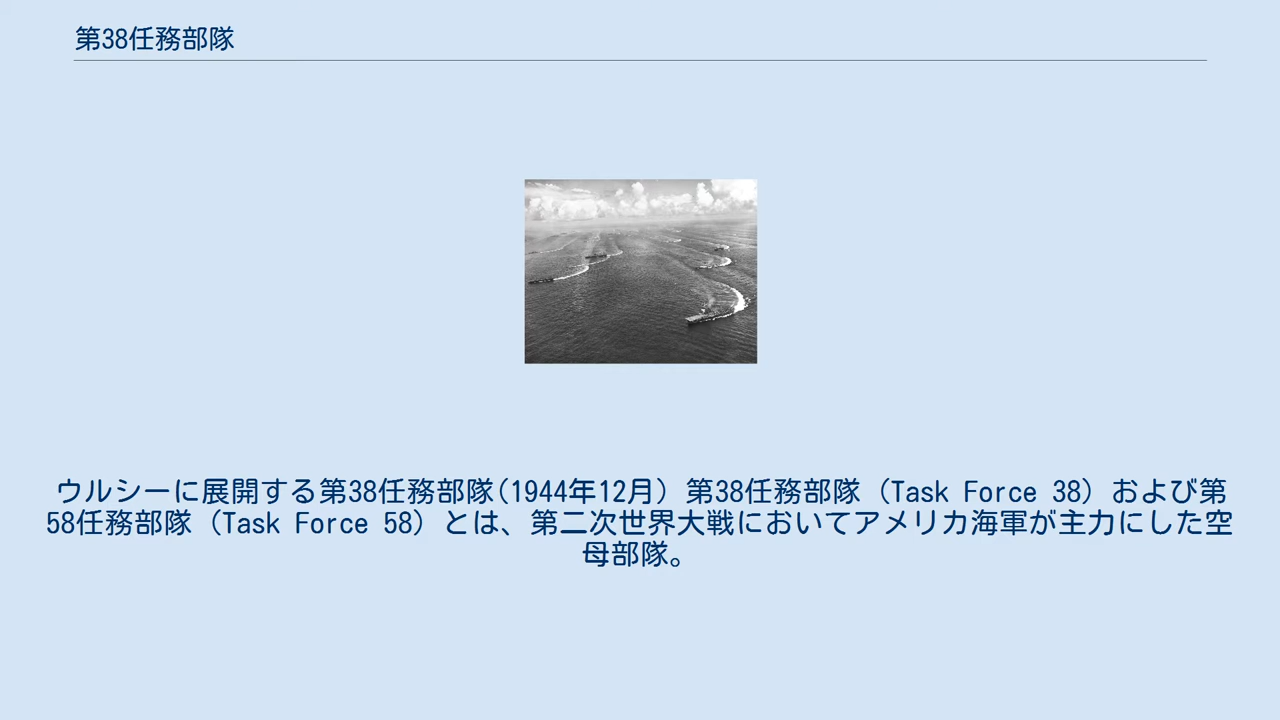 第38任務部隊
ウルシーに展開する第38任務部隊(1944年12月) 第38任務部隊（Task Force 38）および第
58任務部隊（Task Force 58）とは、第二次世界大戦においてアメリカ海軍が主力にした空
母部隊。